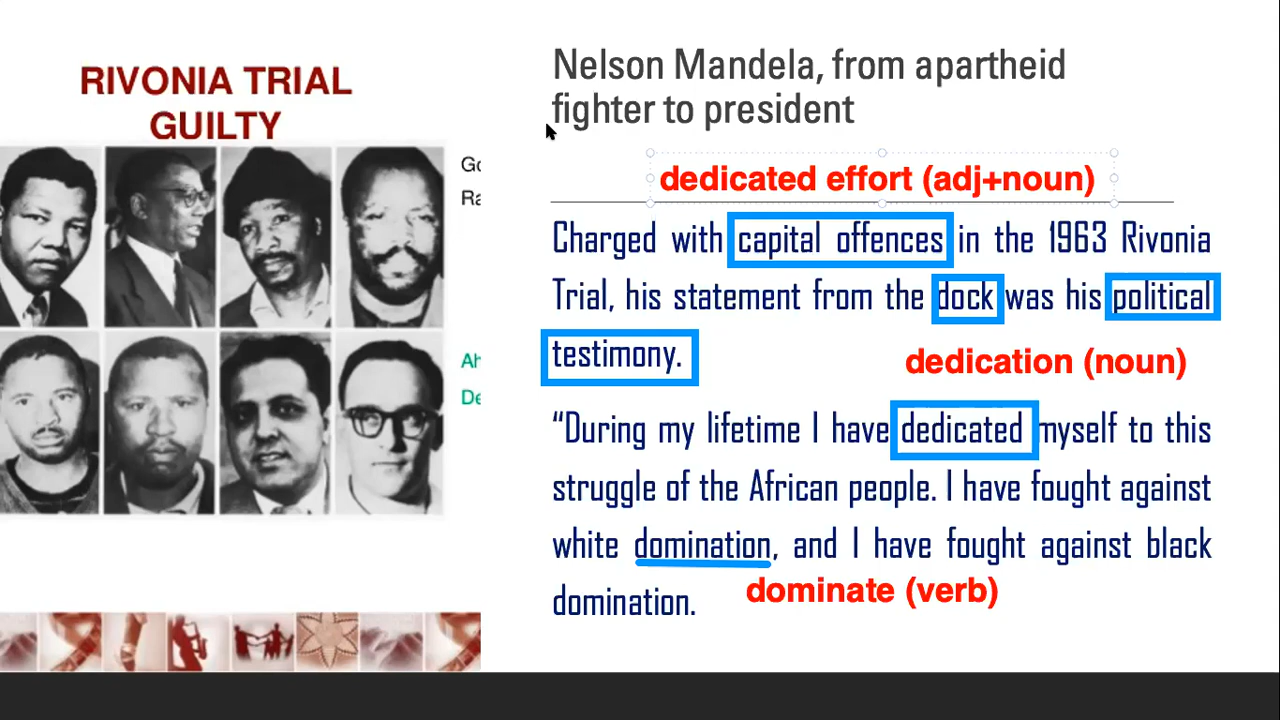 RIVONIA TRIAL
GUILTY
Nelson Mandela, from apartheid
fighter to president
dedicated effort (adj+noun)
Charged with capital offences in the 1963 Rivonia
Trial, his statement from the dock was his political
testimony.
dedication (noun)
“During my lifetime I have dedicated myself to this
struggle of the African people. I have fought against
white domination, and I have fought against black
dominate (verb)
domination.